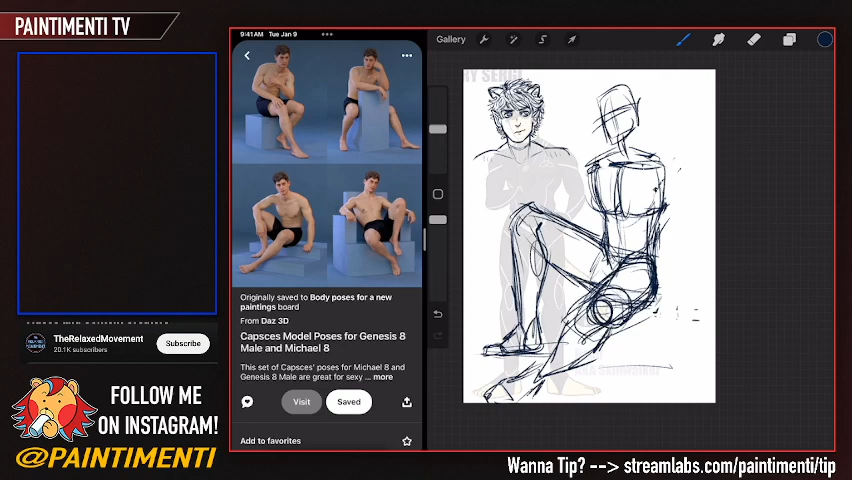 PAINTIMENTI TV
9:41 AM Tue Jan 9
Gallery
RY SERGI
Originally saved to Body poses for a new
paintings board
From Daz 3D
Capsces Model Poses for Genesis 8
Male and Michael 8
This set of Capsces' poses for Michael 8 and
Genesis 8 Male are great for sexy ... more
Visit
Saved
Add to favorites
TheRelaxedMovement
20.1K subscribers
Subscribe
FOLLOW ME
ON INSTAGRAM!
@PAINTIMENTI
Wanna Tip? --> streamlabs.com/paintimenti/tip